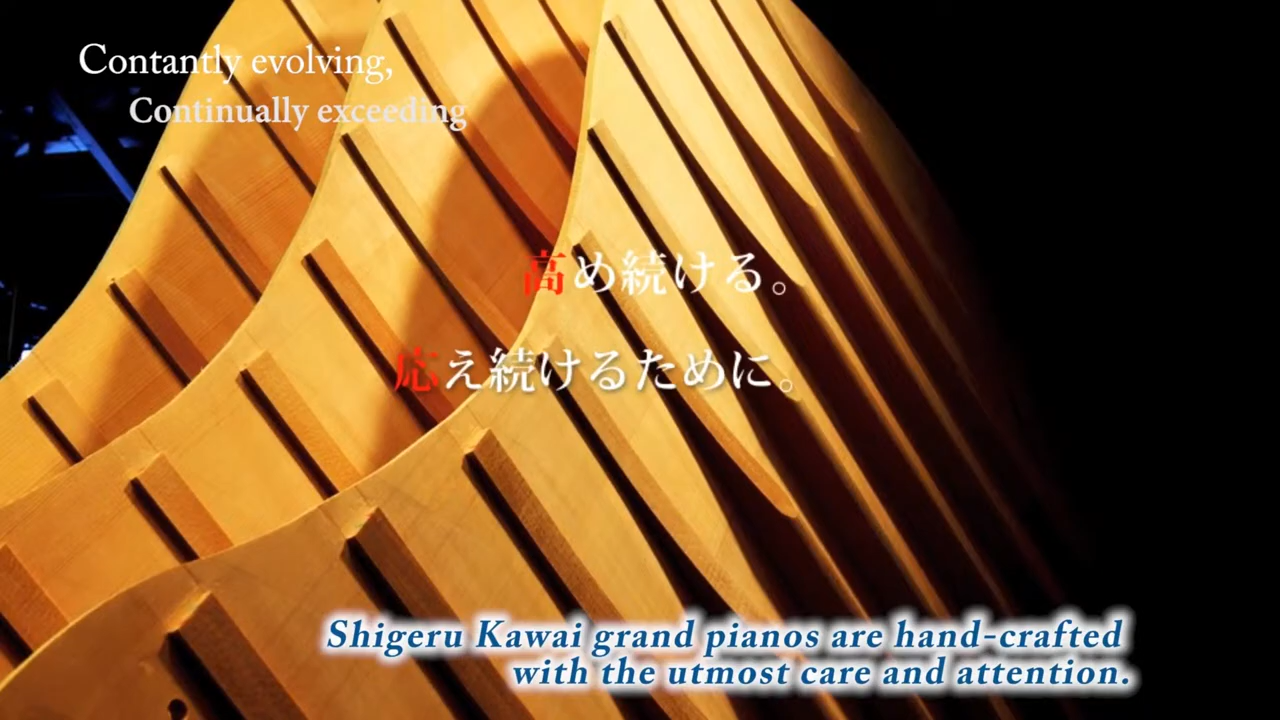 Contantly evolving,
Continually exceeding
高め続ける。
応え続けるために。
Shigeru Kawai grand pianos are hand-crafted
with the utmost care and attention.